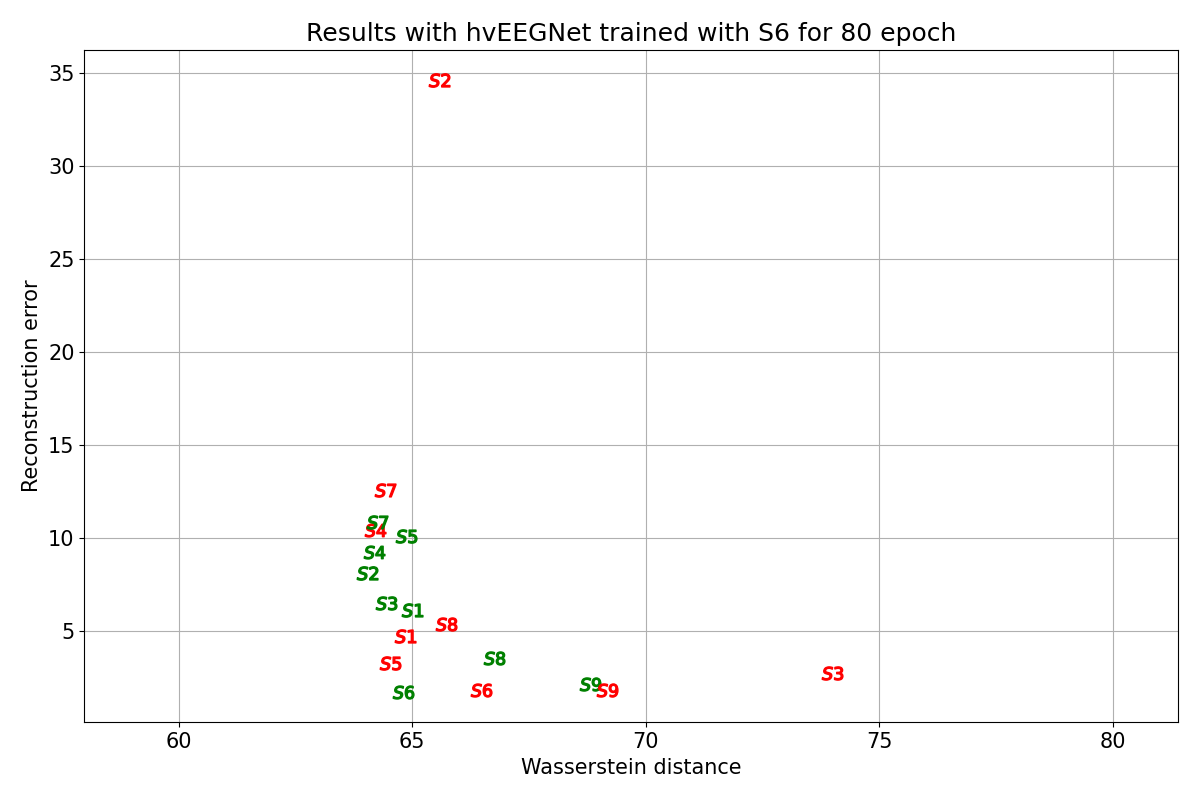 Results with hvEEGNet trained with S6 for 80 epoch
35
30
25
20
15
10
5
Reconstruction error
S2
S7
S7
S4
S5
S4
S2
S3
S1
S8
S1
S8
S5
S3
S9
S9
S6
S6
60
65
70
75
80
Wasserstein distance